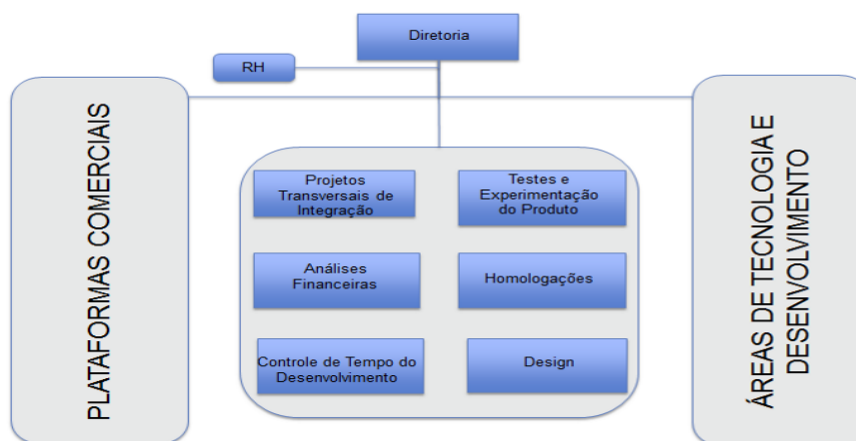 Diretoria
RH
PLATAFORMAS COMERCIAIS
Projetos
Transversais de
Integração
Testes e
Experimentação
do Produto
Análises
Financeiras
Homologações
Controle de Tempo do
Desenvolvimento
Design
ÁREAS DE TECNOLOGIA E
DESENVOLVIMENTO